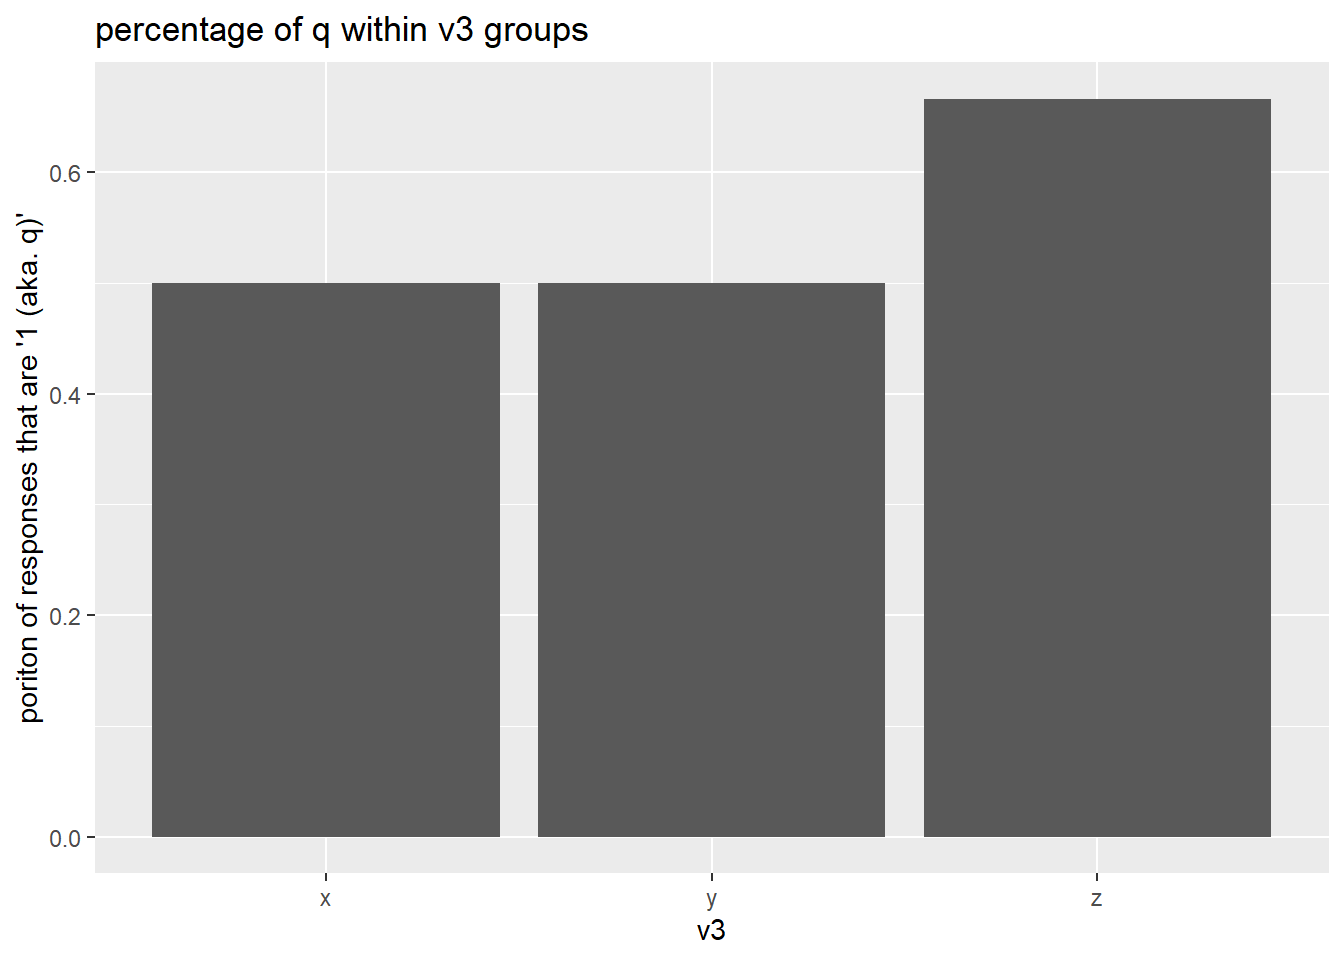 percentage of q within v3 groups
poriton of responses that are '1 (aka. q)'
0.6
0.4
0.2
0.0
x y z
v3